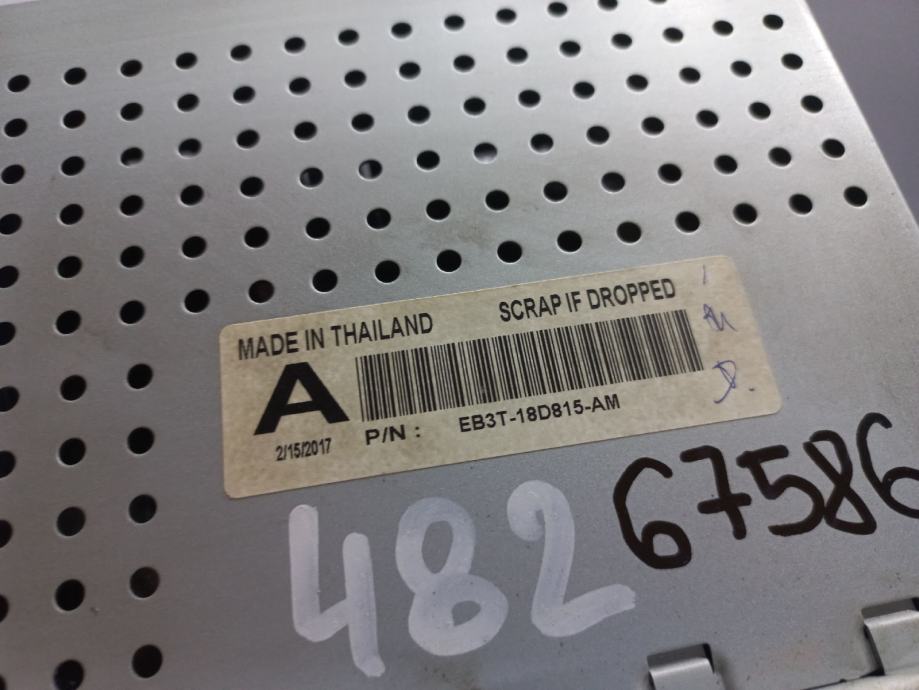 MADE IN THAILAND SCRAP IF DROPPED
A
2/15/2017 P/N : EB3T-18D815-AM
482
67586